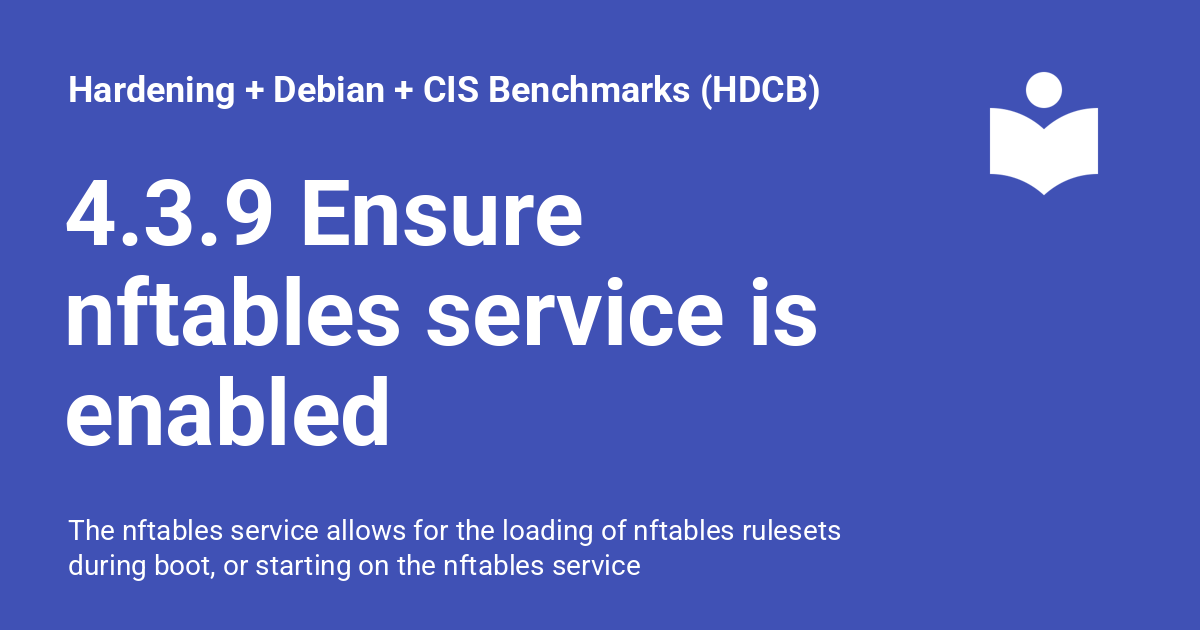 Hardening + Debian + CIS Benchmarks (HDCB)
4.3.9 Ensure
nftables service is
enabled
The nftables service allows for the loading of nftables rulesets
during boot, or starting on the nftables service